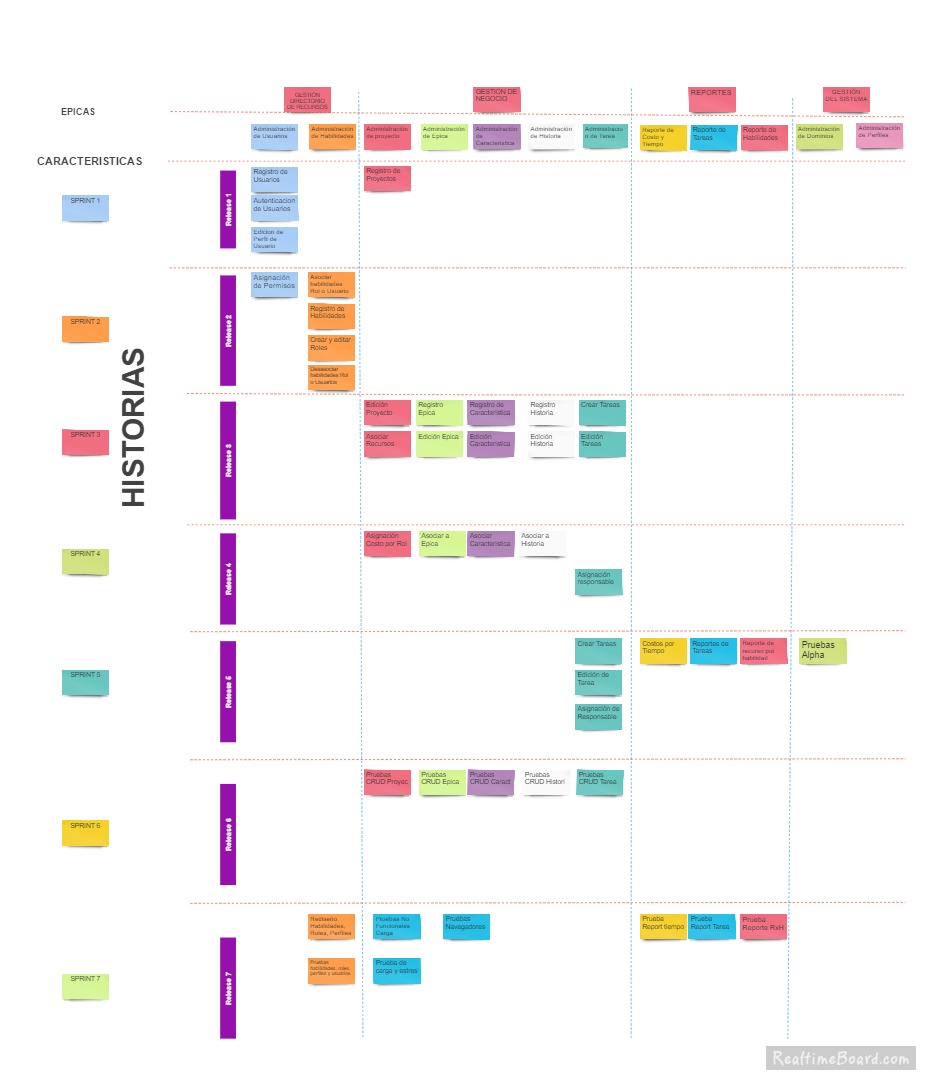 GESTIÓN
DIRECTORIO
DE RECURSOS
GESTION DE
NEGOCIO
REPORTES
GESTIÓN
DEL SISTEMA
EPICAS
Administración
de Usuarios
Administración
de Habilidades
Administración
de proyecto
Administración
de Epica
Administración
de
Caracteristica
Administración
de Historia
Administracio
n de Tarea
Reporte de
Costo y
Tiempo
Reporte de
Tareas
Reporte de
Habilidades
Administración
de Dominios
Administración
de Perfiles
CARACTERISTICAS
HISTORIAS
SPRINT 1
Release 1
Registro de
Usuarios
Autenticacion
de Usuarios
Edicion de
Perfil de
Usuario
Registro de
Proyectos
SPRINT 2
Release 2
Asignación
de Permisos
Asociar
habilidades
Rol o Usuario
Registro de
Habilidades
Crear y editar
Roles
Desasociar
habilidades Rol
o Usuarios
SPRINT 3
Release 3
Edición
Proyecto
Registro
Epica
Registro de
Caracteristica
Registro
Historia
Crear Tareas
Asociar
Recursos
Edición Epica
Edición
Caracteristica
Edición
Historia
Edición
Tareas
SPRINT 4
Release 4
Asignación
Costo por Rol
Asociar a
Epica
Asociar
Caracteristica
Asociar a
Historia
Asignación
responsable
SPRINT 5
Release 5
Crear Tareas
Edición de
Tarea
Asignación de
Responsable
Costos por
Tiempo
Reportes de
Tareas
Reporte de
recurso por
habilidad
Pruebas
Alpha
SPRINT 6
Release 6
Pruebas
CRUD Proyec
Pruebas
CRUD Epica
Pruebas
CRUD Caract
Pruebas
CRUD Histori
Pruebas
CRUD Tarea
SPRINT 7
Release 7
Rediseño
Habilidades,
Roles, Perfiles
Pruebas
habilidades, roles,
perfiles y usuarios
Pruebas No
Funcionales
Carga
Prueba de
carga y estres
Pruebas
Navegadores
Prueba
Report tiempo
Prueba
Report Tarea
Prueba
Reporte RxH
RealtimeBoard.com